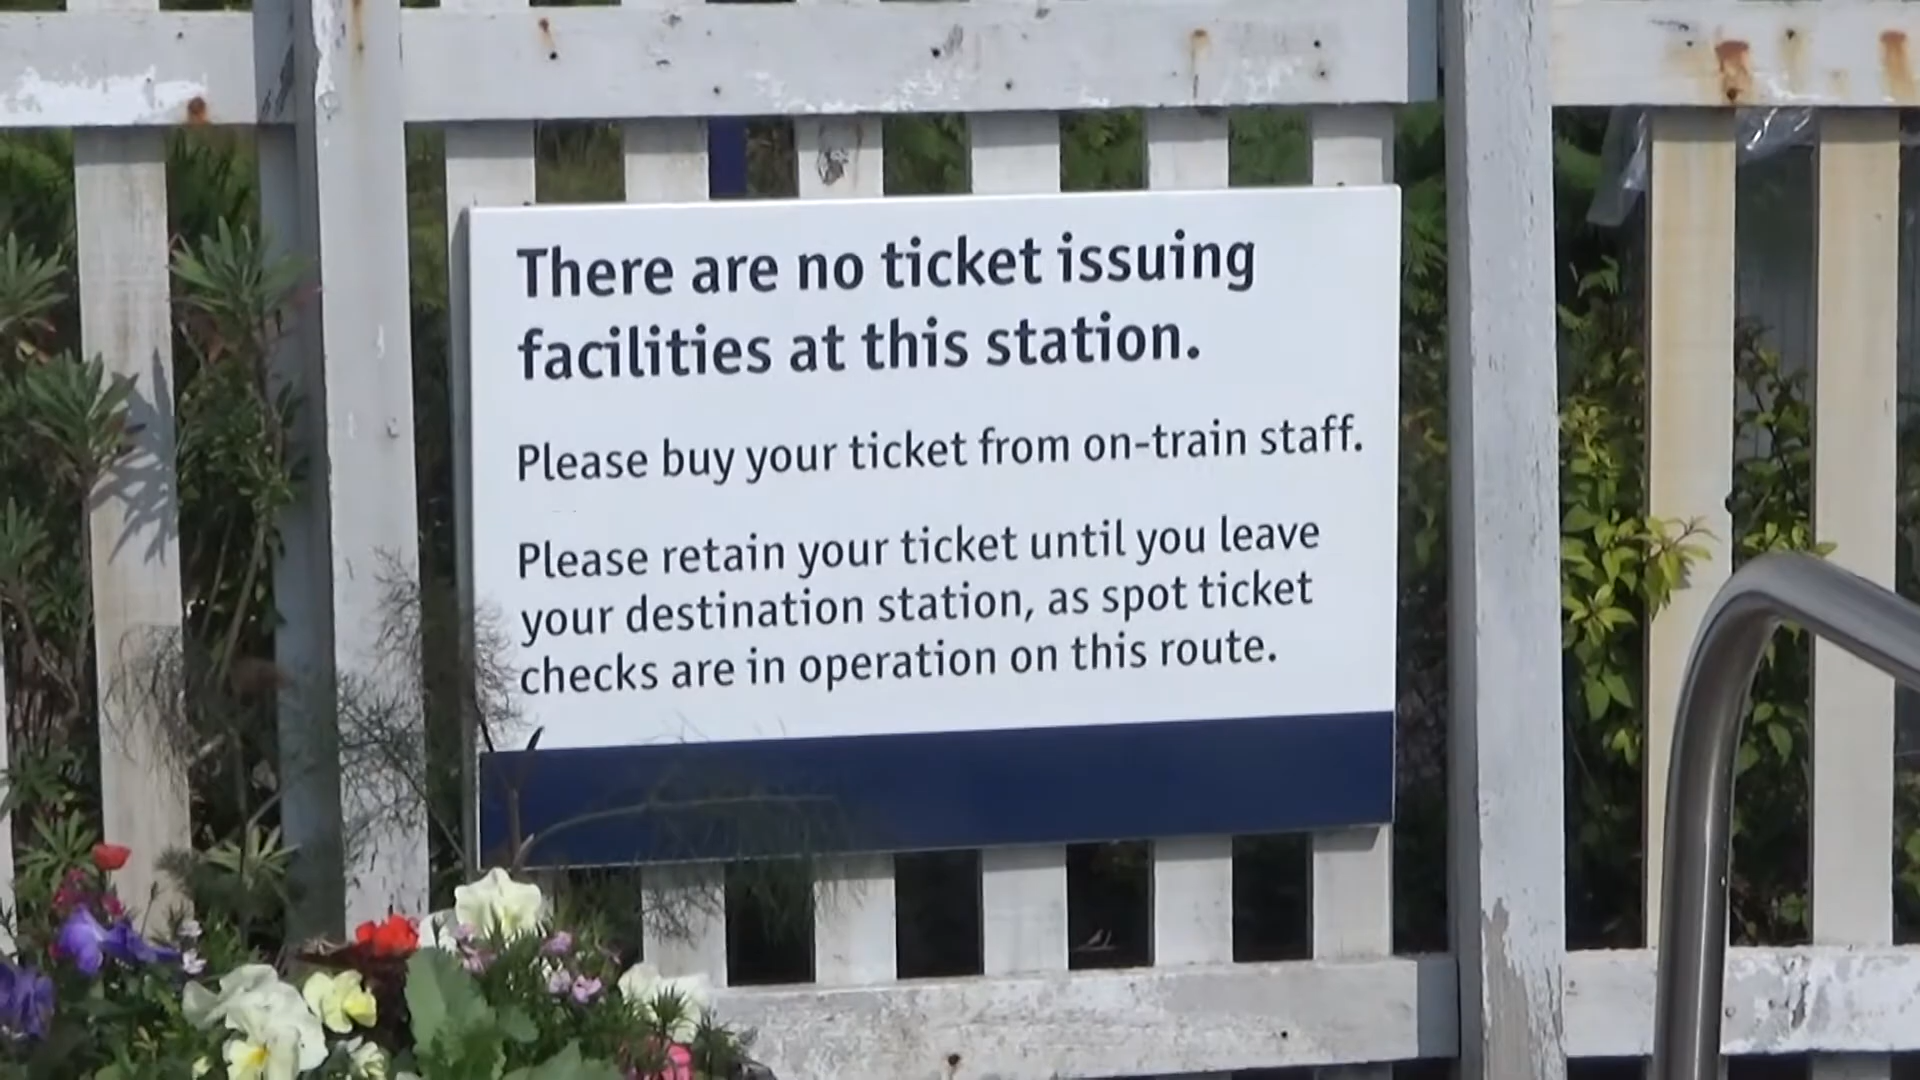 There are no ticket issuing
facilities at this station.
Please buy your ticket from on-train staff.
Please retain your ticket until you leave
your destination station, as spot ticket
checks are in operation on this route.